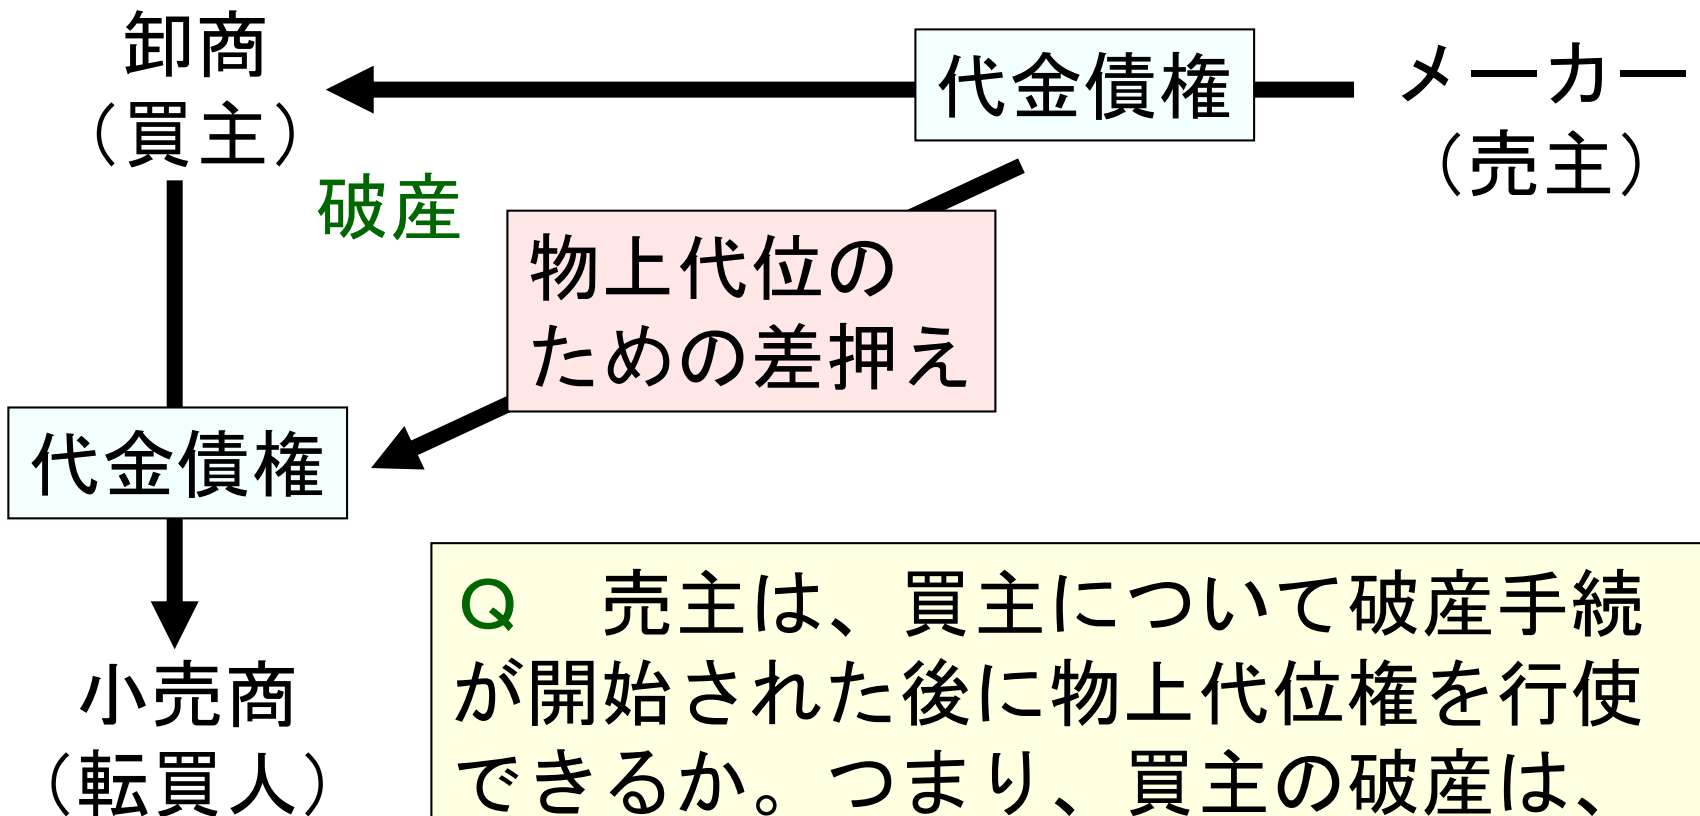 卸商
（買主）
代金債権
メーカー
（売主）
破産
物上代位の
ための差押え
代金債権
小売商
（転買人）
Q　売主は、買主について破産手続
が開始された後に物上代位権を行使
できるか。つまり、買主の破産は、